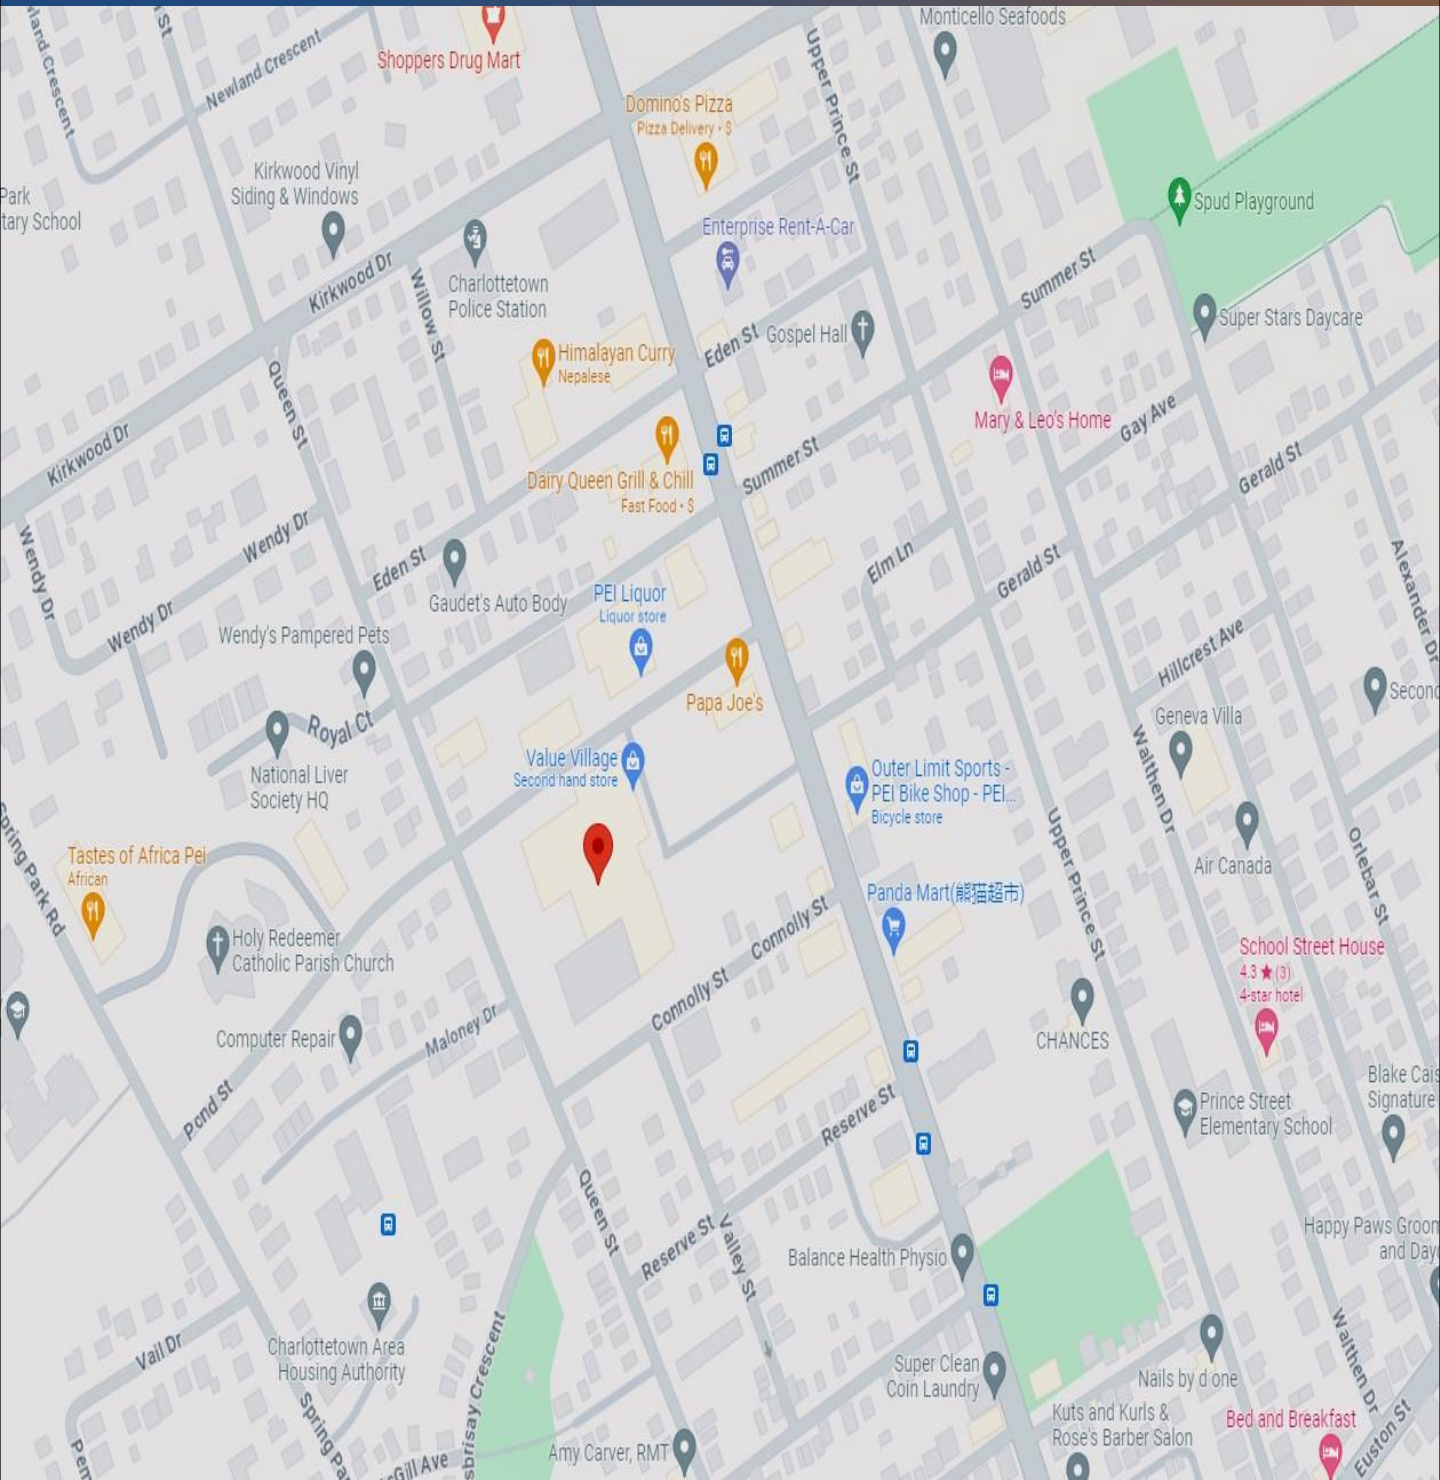 Monticello Seafoods
Shoppers Drug Mart
Newland Crescent
Upper Prince St
Domino's Pizza
Pizza Delivery • $
Kirkwood Vinyl
Siding & Windows
Park
tary School
Spud Playground
Enterprise Rent-A-Car
Kirkwood Dr
Charlottetown
Police Station
Willow St
Summer St
Super Stars Daycare
Gospel Hall
Eden St
Himalayan Curry
Nepalese
Queen St
Mary & Leo's Home
Gay Ave
Kirkwood Dr
Summer St
Dairy Queen Grill & Chill
Fast Food • $
Gerald St
Wendy Dr
Wendy Dr
Eden St
Elm Ln
Gerald St
Alexander Dr
Gaudet's Auto Body
PEI Liquor
Liquor store
Wendy Dr
Wendy's Pampered Pets
Hillcrest Ave
Papa Joe's
Second
Geneva Villa
Royal Ct
National Liver
Society HQ
Value Village
Second hand store
Outer Limit Sports -
PEI Bike Shop - PEI...
Bicycle store
Walthen Dr
Upper Prince St
Spring Park Rd
Tastes of Africa Pei
African
Air Canada
Orlebar St
Panda Mart(熊猫超市)
Connolly St
Holy Redeemer
Catholic Parish Church
School Street House
4.3 ★ (3)
4-star hotel
Connolly St
Computer Repair
Maloney Dr
CHANCES
Pond St
Reserve St
Prince Street
Elementary School
Blake Cais
Signature
Queen St
Reserve St
Valley St
Balance Health Physio
Happy Paws Groom
and Dayc
Vail Dr
Charlottetown Area
Housing Authority
sbrisay Crescent
Walthen Dr
Super Clean
Coin Laundry
Nails by d one
Spring Par
Kuts and Kurls &
Rose's Barber Salon
Bed and Breakfast
Euston St
Amy Carver, RMT
Gill Ave
Pem